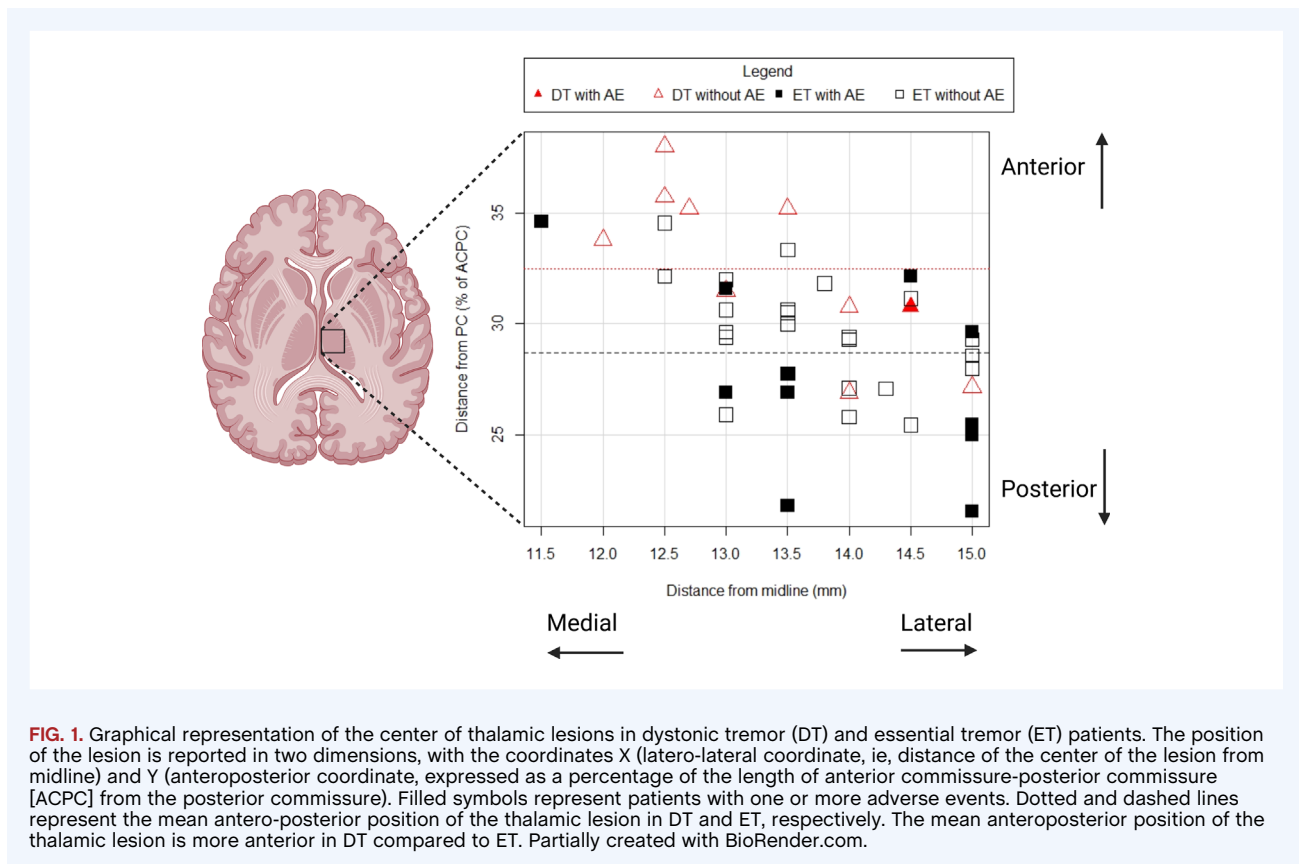 Legend
DT with AE DT without AE ET with AE ET without AE
Anterior
Distance from PC (% of ACPC)
35
30
25
Posterior
11.5 12.0 12.5 13.0 13.5 14.0 14.5 15.0
Distance from midline (mm)
Medial
Lateral
FIG. 1. Graphical representation of the center of thalamic lesions in dystonic tremor (DT) and essential tremor (ET) patients. The position
of the lesion is reported in two dimensions, with the coordinates X (latero-lateral coordinate, ie, distance of the center of the lesion from
midline) and Y (anteroposterior coordinate, expressed as a percentage of the length of anterior commissure-posterior commissure
[ACPC] from the posterior commissure). Filled symbols represent patients with one or more adverse events. Dotted and dashed lines
represent the mean antero-posterior position of the thalamic lesion in DT and ET, respectively. The mean anteroposterior position of the
thalamic lesion is more anterior in DT compared to ET. Partially created with BioRender.com.